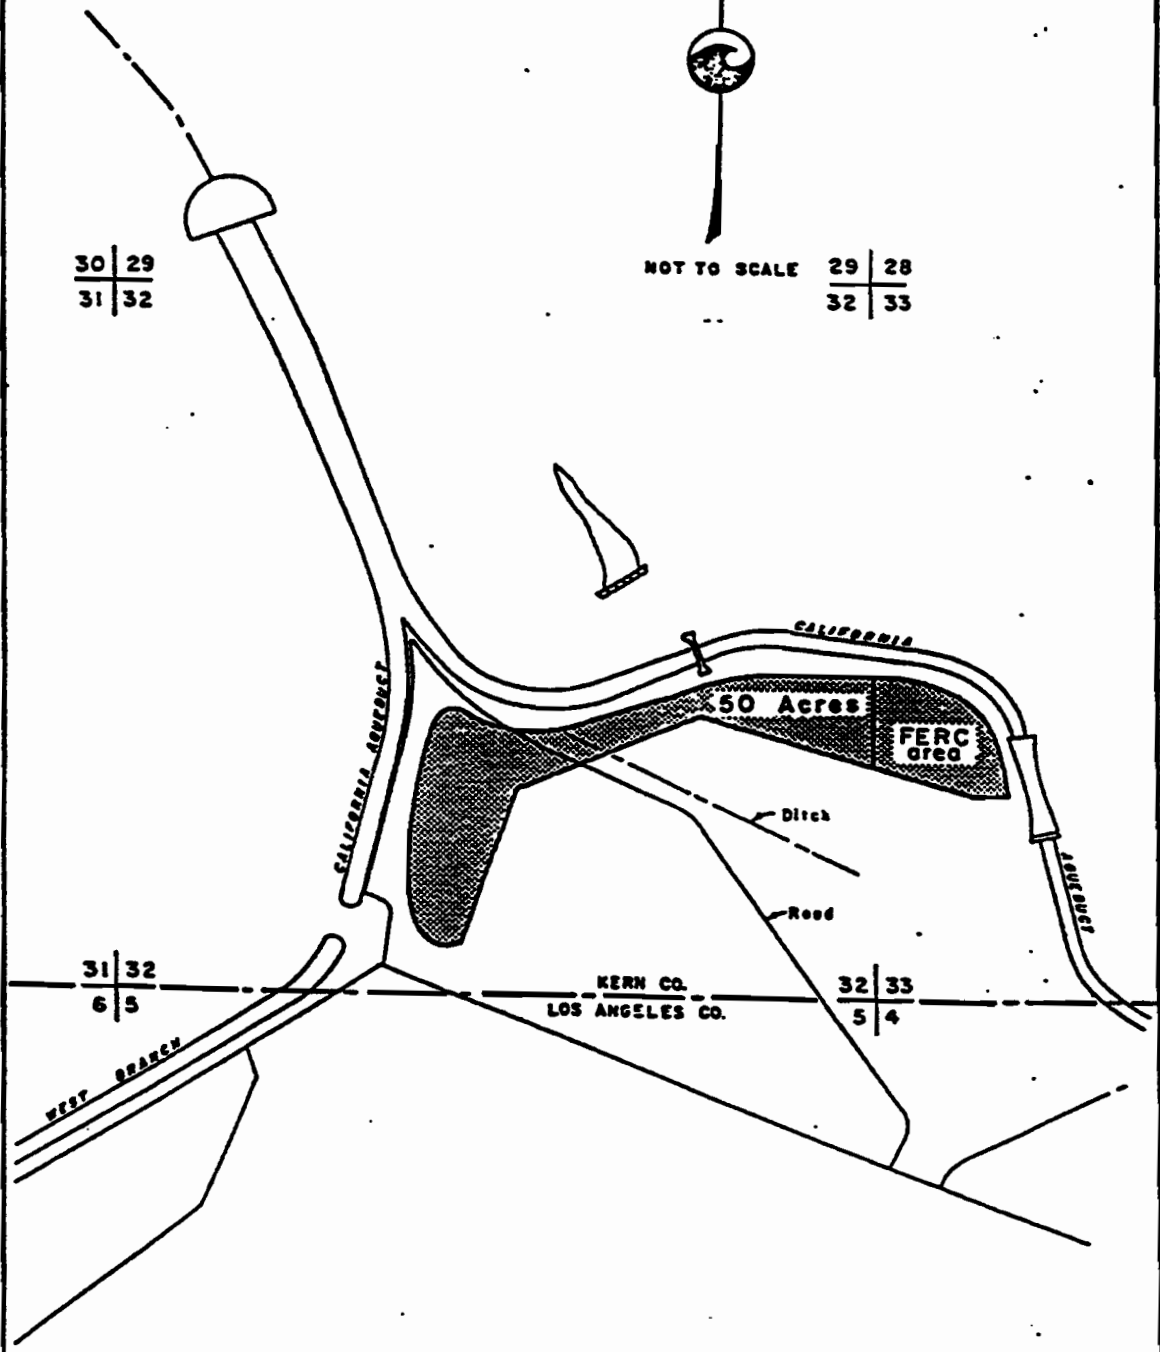 30 29
31 32
NOT TO SCALE
29 28
32 33
CALIFORNIA
50 Acres
FERC
area
CALIFORNIA AQUEDUCT
Ditch
Road
AQUEDUCT
31 32
6 5
KERN CO.
LOS ANGELES CO.
32 33
5 4
WEST BRANCH